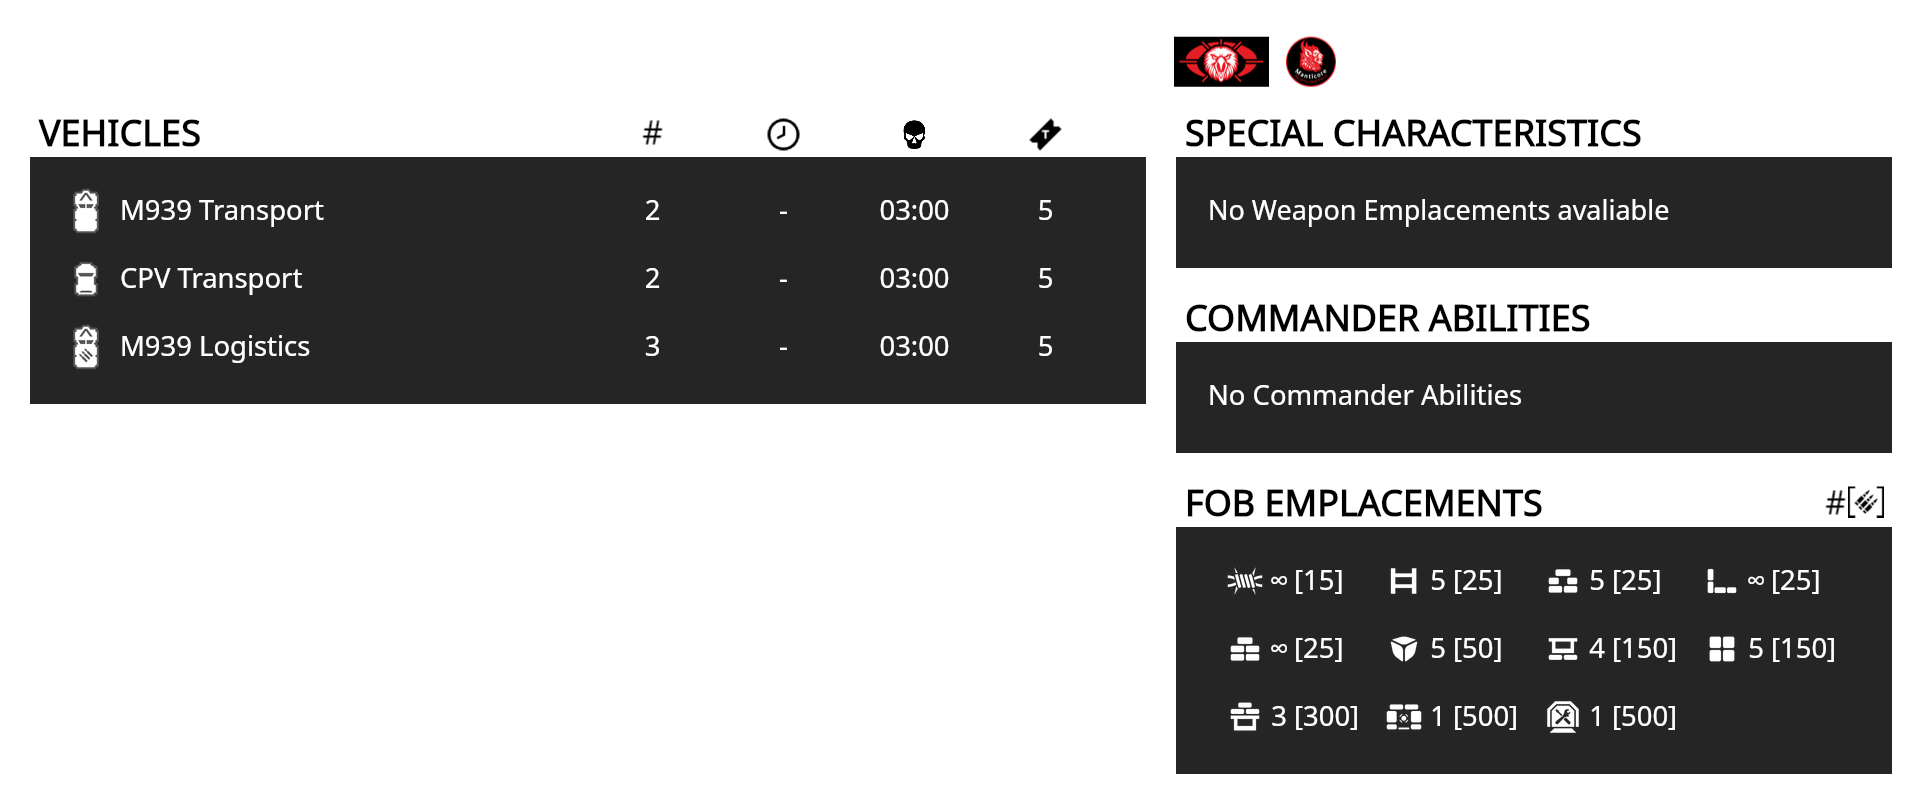 Manticore
VEHICLES #
T
M939 Transport 2 - 03:00 5
CPV Transport 2 - 03:00 5
M939 Logistics 3 - 03:00 5
SPECIAL CHARACTERISTICS
No Weapon Emplacements avaliable
COMMANDER ABILITIES
No Commander Abilities
FOB EMPLACEMENTS #[ ]
∞ [15] 5 [25] 5 [25] ∞ [25]
∞ [25] 5 [50] 4 [150] 5 [150]
3 [300] 1 [500] 1 [500]